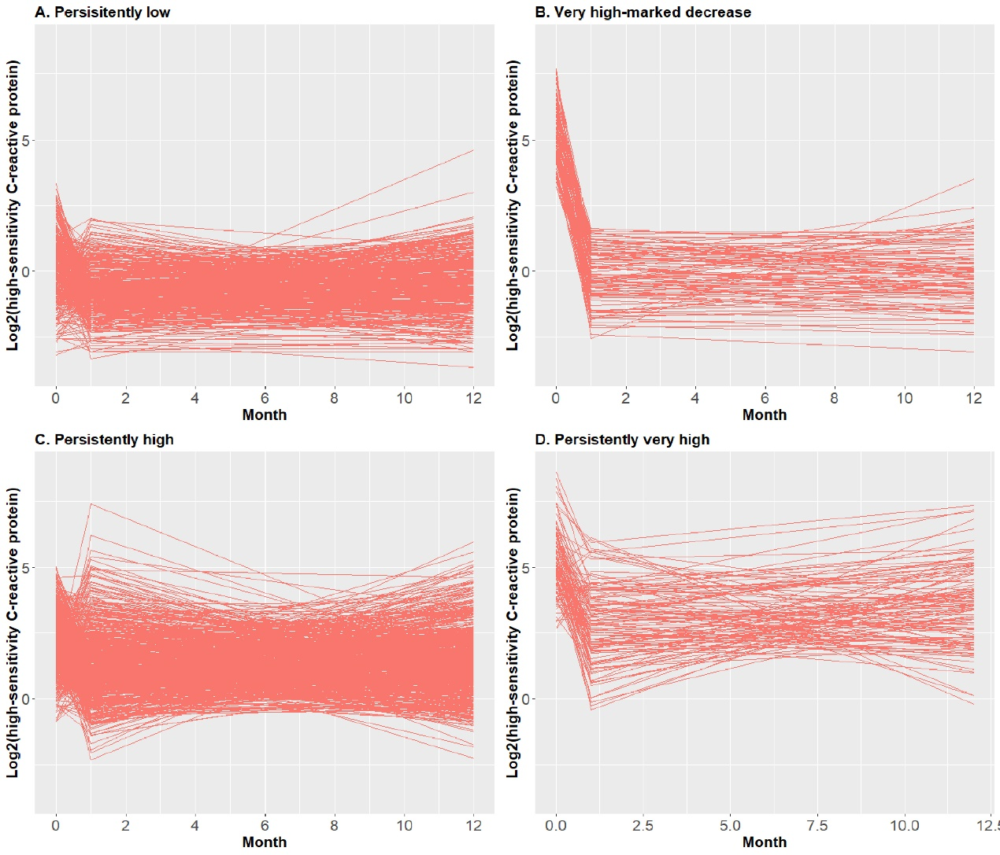 A. Persisitently low
B. Very high-marked decrease
Log2(high-sensitivity C-reactive protein)
5
0
0 2 4 6 8 10 12
Month
Log2(high-sensitivity C-reactive protein)
5
0
0 2 4 6 8 10 12
Month
C. Persistently high
D. Persistently very high
Log2(high-sensitivity C-reactive protein)
5
0
0 2 4 6 8 10 12
Month
Log2(high-sensitivity C-reactive protein)
5
0
0.0 2.5 5.0 7.5 10.0 12.5
Month